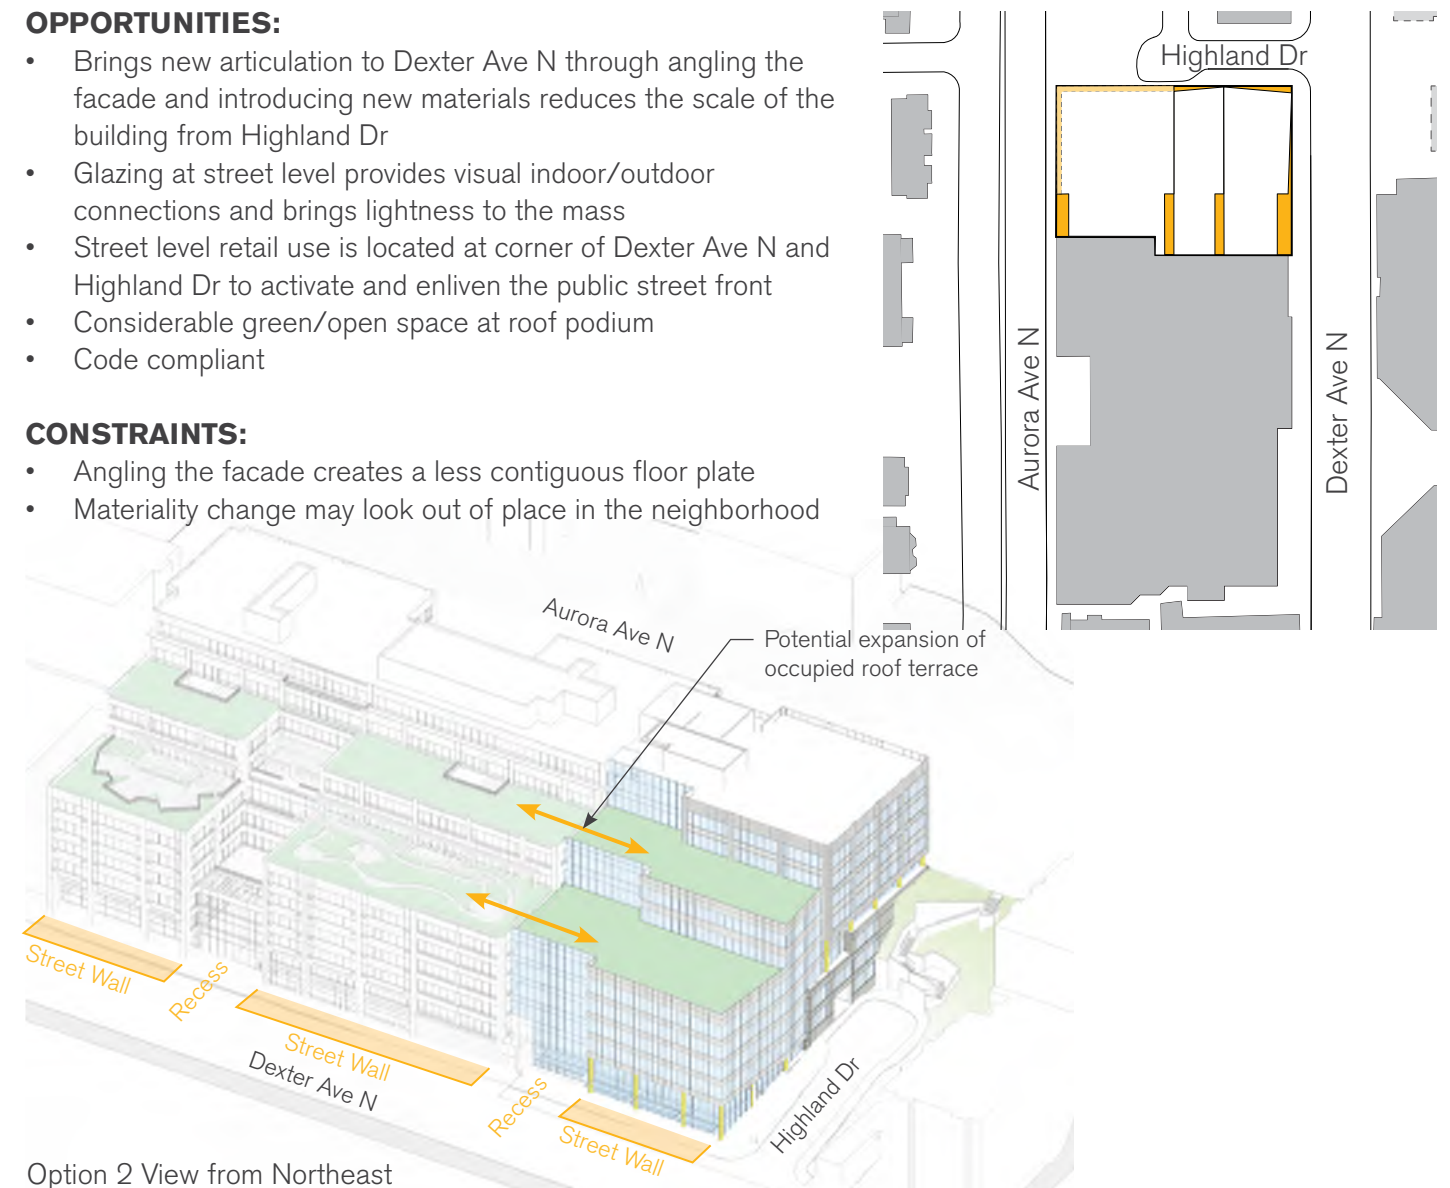 OPPORTUNITIES:
• Brings new articulation to Dexter Ave N through angling the
facade and introducing new materials reduces the scale of the
building from Highland Dr
• Glazing at street level provides visual indoor/outdoor
connections and brings lightness to the mass
• Street level retail use is located at corner of Dexter Ave N and
Highland Dr to activate and enliven the public street front
• Considerable green/open space at roof podium
• Code compliant
CONSTRAINTS:
• Angling the facade creates a less contiguous floor plate
• Materiality change may look out of place in the neighborhood
Highland Dr
Aurora Ave N
Dexter Ave N
Aurora Ave N
Potential expansion of
occupied roof terrace
Street Wall
Recess
Street Wall
Dexter Ave N
Recess
Street Wall
Highland Dr
Option 2 View from Northeast